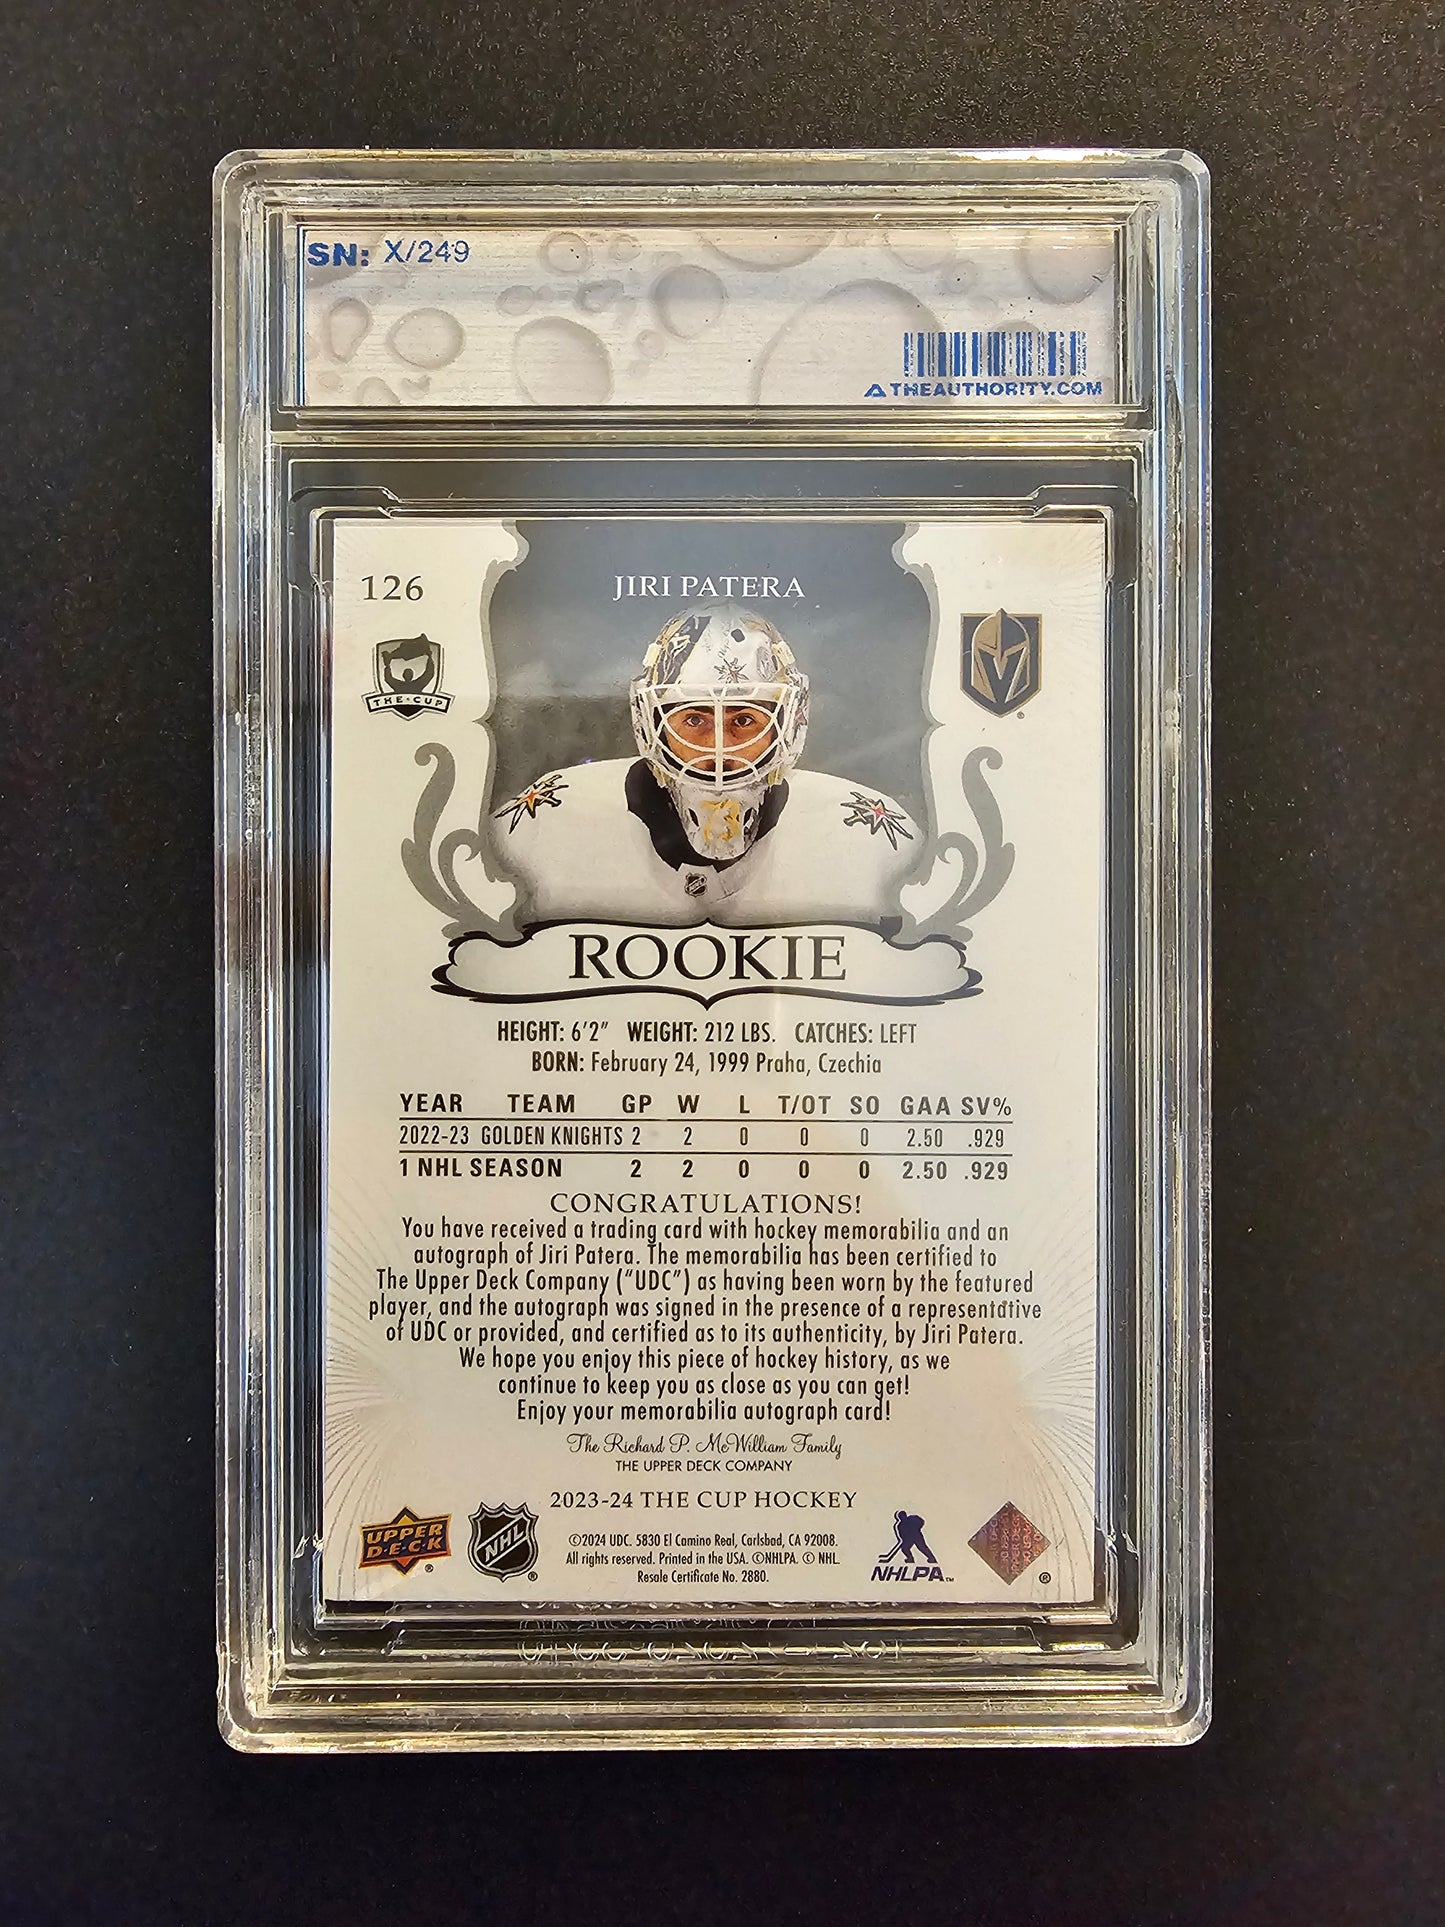 SN: X/249
THEAUTHORITY.COM
126
JIRI PATERA
THE·CUP
73
ROOKIE
HEIGHT: 6'2" WEIGHT: 212 LBS. CATCHES: LEFT
BORN: February 24, 1999 Praha, Czechia
YEAR TEAM GP W L T/OT SO GAA SV%
2022-23 GOLDEN KNIGHTS 2 2 0 0 0 2.50 .929
1 NHL SEASON 2 2 0 0 0 2.50 .929
CONGRATULATIONS!
You have received a trading card with hockey memorabilia and an
autograph of Jiri Patera. The memorabilia has been certified to
The Upper Deck Company ("UDC") as having been worn by the featured
player, and the autograph was signed in the presence of a representative
of UDC or provided, and certified as to its authenticity, by Jiri Patera.
We hope you enjoy this piece of hockey history, as we
continue to keep you as close as you can get!
Enjoy your memorabilia autograph card!
The Richard P. McWilliam Family
THE UPPER DECK COMPANY
2023-24 THE CUP HOCKEY
UPPER
D·E·C·K ®
NHL ®
©2024 UDC. 5830 El Camino Real, Carlsbad, CA 92008.
All rights reserved. Printed in the USA. ©NHLPA. © NHL.
Resale Certificate No. 2880.
NHLPA™
®